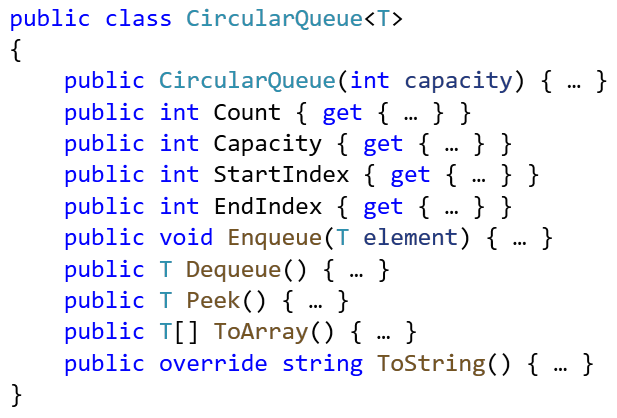 public class CircularQueue<T>
{
    public CircularQueue(int capacity) { … }
    public int Count { get { … } }
    public int Capacity { get { … } }
    public int StartIndex { get { … } }
    public int EndIndex { get { … } }
    public void Enqueue(T element) { … }
    public T Dequeue() { … }
    public T Peek() { … }
    public T[] ToArray() { … }
    public override string ToString() { … }
}